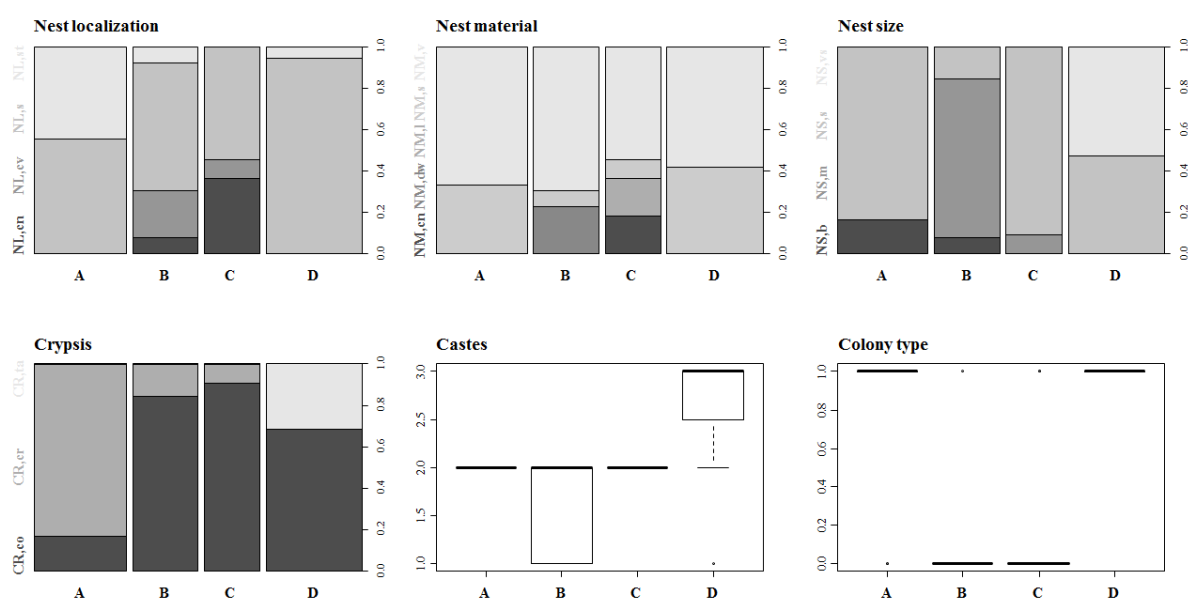 Nest localization
NL,en NL,cv NL,s NL,st
0.0 0.2 0.4 0.6 0.8 1.0
A B C D
Nest material
NM,en NM,dw NM,l NM,s NM,v
0.0 0.2 0.4 0.6 0.8 1.0
A B C D
Nest size
NS,b NS,m NS,s NS,vs
0.0 0.2 0.4 0.6 0.8 1.0
A B C D
Crypsis
CR,co CR,cr CR,ta
0.0 0.2 0.4 0.6 0.8 1.0
A B C D
Castes
1.0 1.5 2.0 2.5 3.0
A B C D
Colony type
0.0 0.2 0.4 0.6 0.8 1.0
A B C D